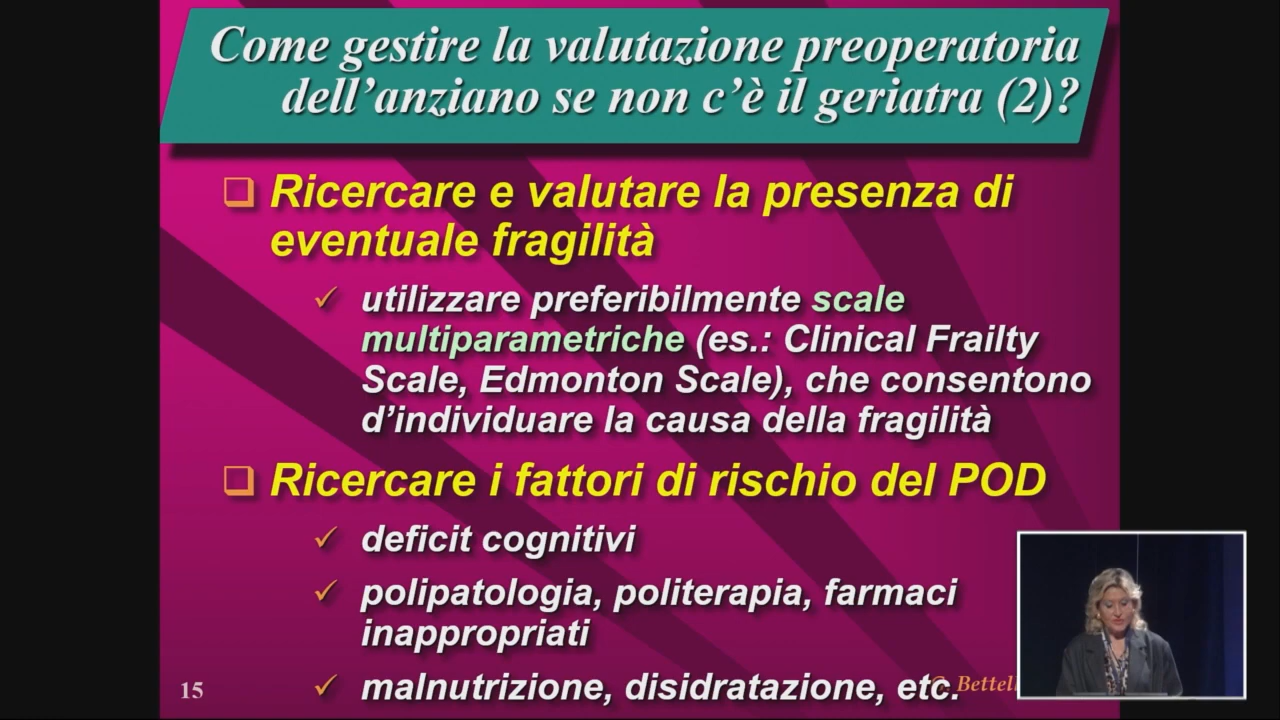 Come gestire la valutazione preoperatoria
dell’anziano se non c’è il geriatra (2)?
Ricercare e valutare la presenza di
eventuale fragilità
utilizzare preferibilmente scale
multiparametriche (es.: Clinical Frailty
Scale, Edmonton Scale), che consentono
d’individuare la causa della fragilità
Ricercare i fattori di rischio del POD
deficit cognitivi
polipatologia, politerapia, farmaci
inappropriati
malnutrizione, disidratazione, etc.
15